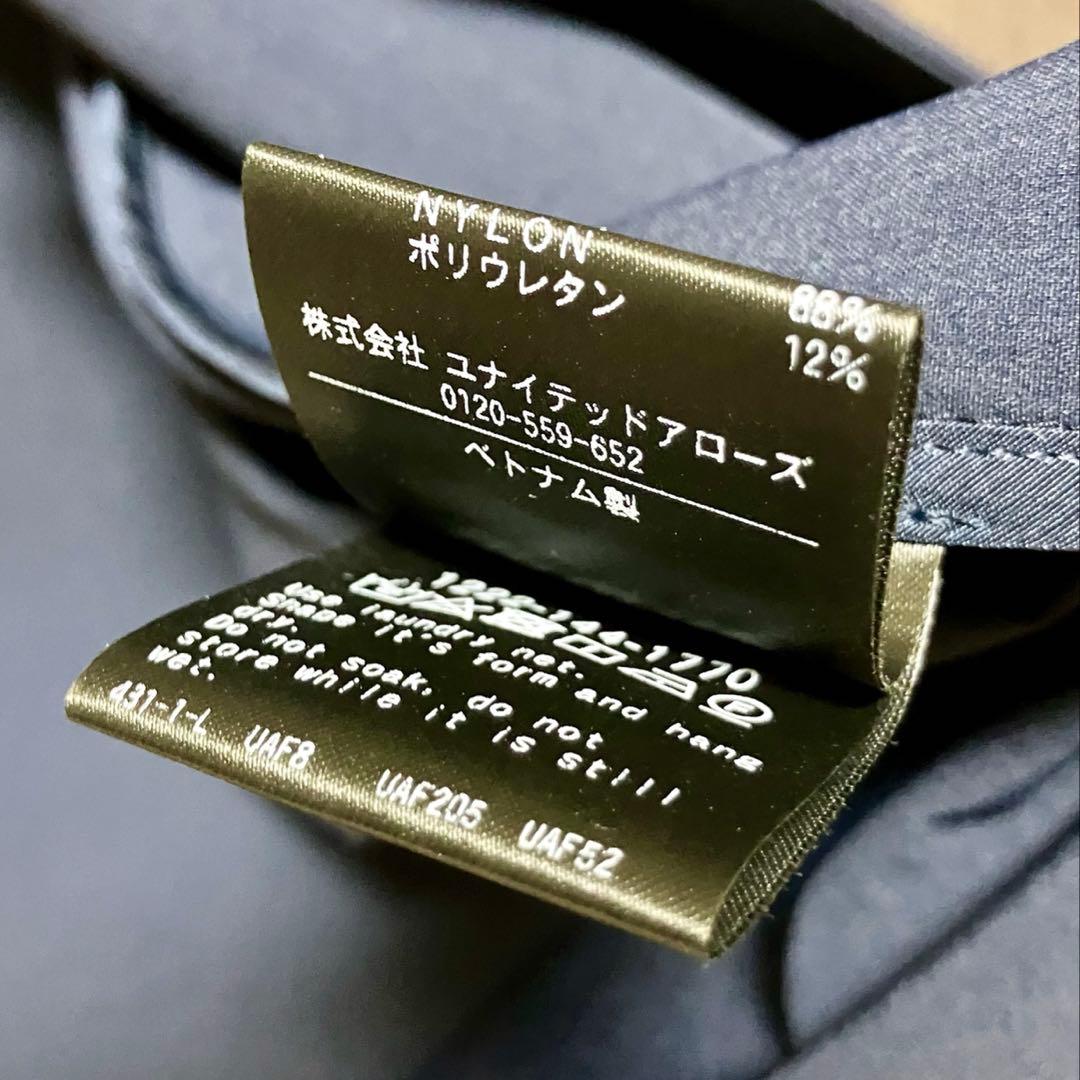 NYLON 88%
ポリウレタン 12%
株式会社 ユナイテッドアローズ
0120-559-652
ベトナム製
-144-1770
Use laundry net.
Shape it's form and hang
dry.
Do not soak, do not
store while it is still
wet.
431-1-L UAF8 UAF205 UAF52